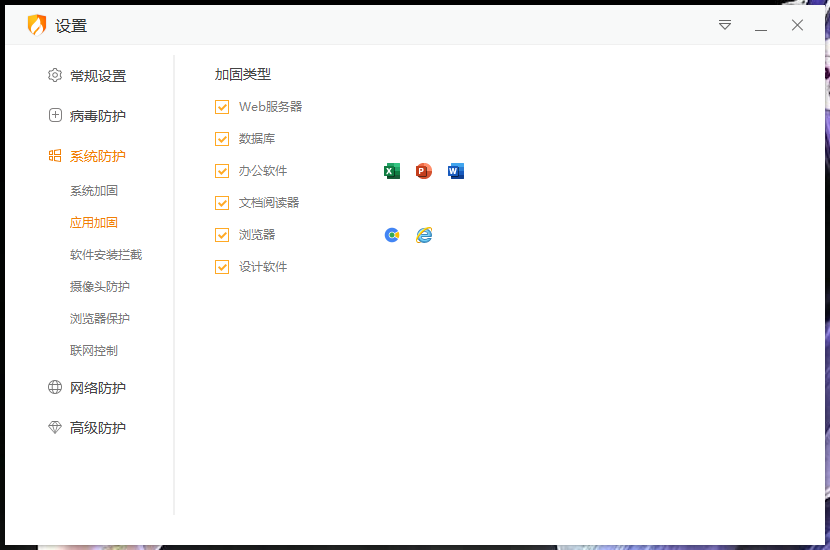 设置
常规设置
病毒防护
系统防护
系统加固
应用加固
软件安装拦截
摄像头防护
浏览器保护
联网控制
网络防护
高级防护
加固类型
Web服务器
数据库
办公软件
文档阅读器
浏览器
设计软件